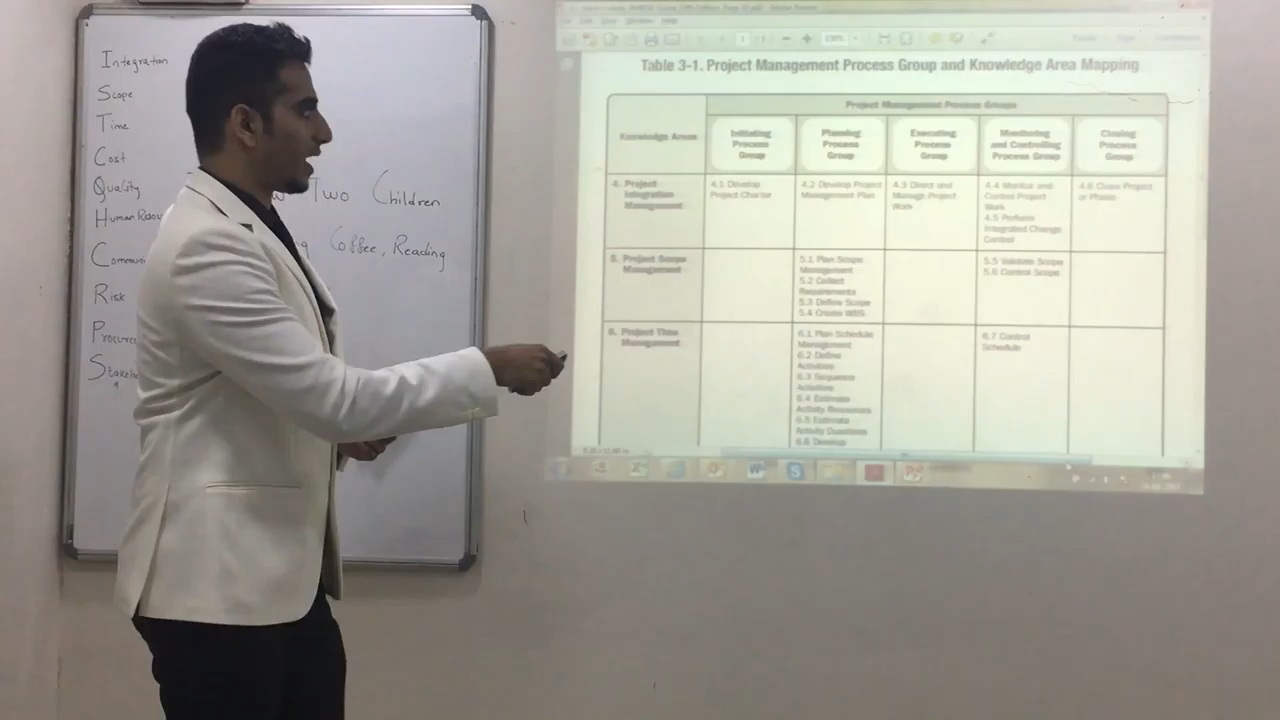 Integration
Scope
Time
Cost
Quality
Human
Risk
Two Children
Coffee, Reading
Table 3-1. Project Management Process Group and Knowledge Area Mapping
Project Management Process Groups
Knowledge Areas
Initiating
Process
Group
Planning
Process
Group
Executing
Process
Group
Monitoring
and Controlling
Process Group
Closing
Process
Group
4. Project
Integration
Management
4.1 Develop
Project Charter
4.2 Develop Project
Management Plan
4.3 Direct and
Manage Project
Work
4.4 Monitor and
Control Project
Work
4.5 Perform
Integrated Change
Control
4.6 Close Project
or Phase
5. Project Scope
Management
5.1 Plan Scope
Management
5.2 Collect
Requirements
5.3 Define Scope
5.4 Create WBS
5.5 Validate Scope
5.6 Control Scope
6. Project Time
Management
6.1 Plan Schedule
Management
6.2 Define
Activities
6.3 Sequence
Activities
6.4 Estimate
Activity Resources
6.5 Estimate
Activity Durations
6.6 Develop
6.7 Control
Schedule